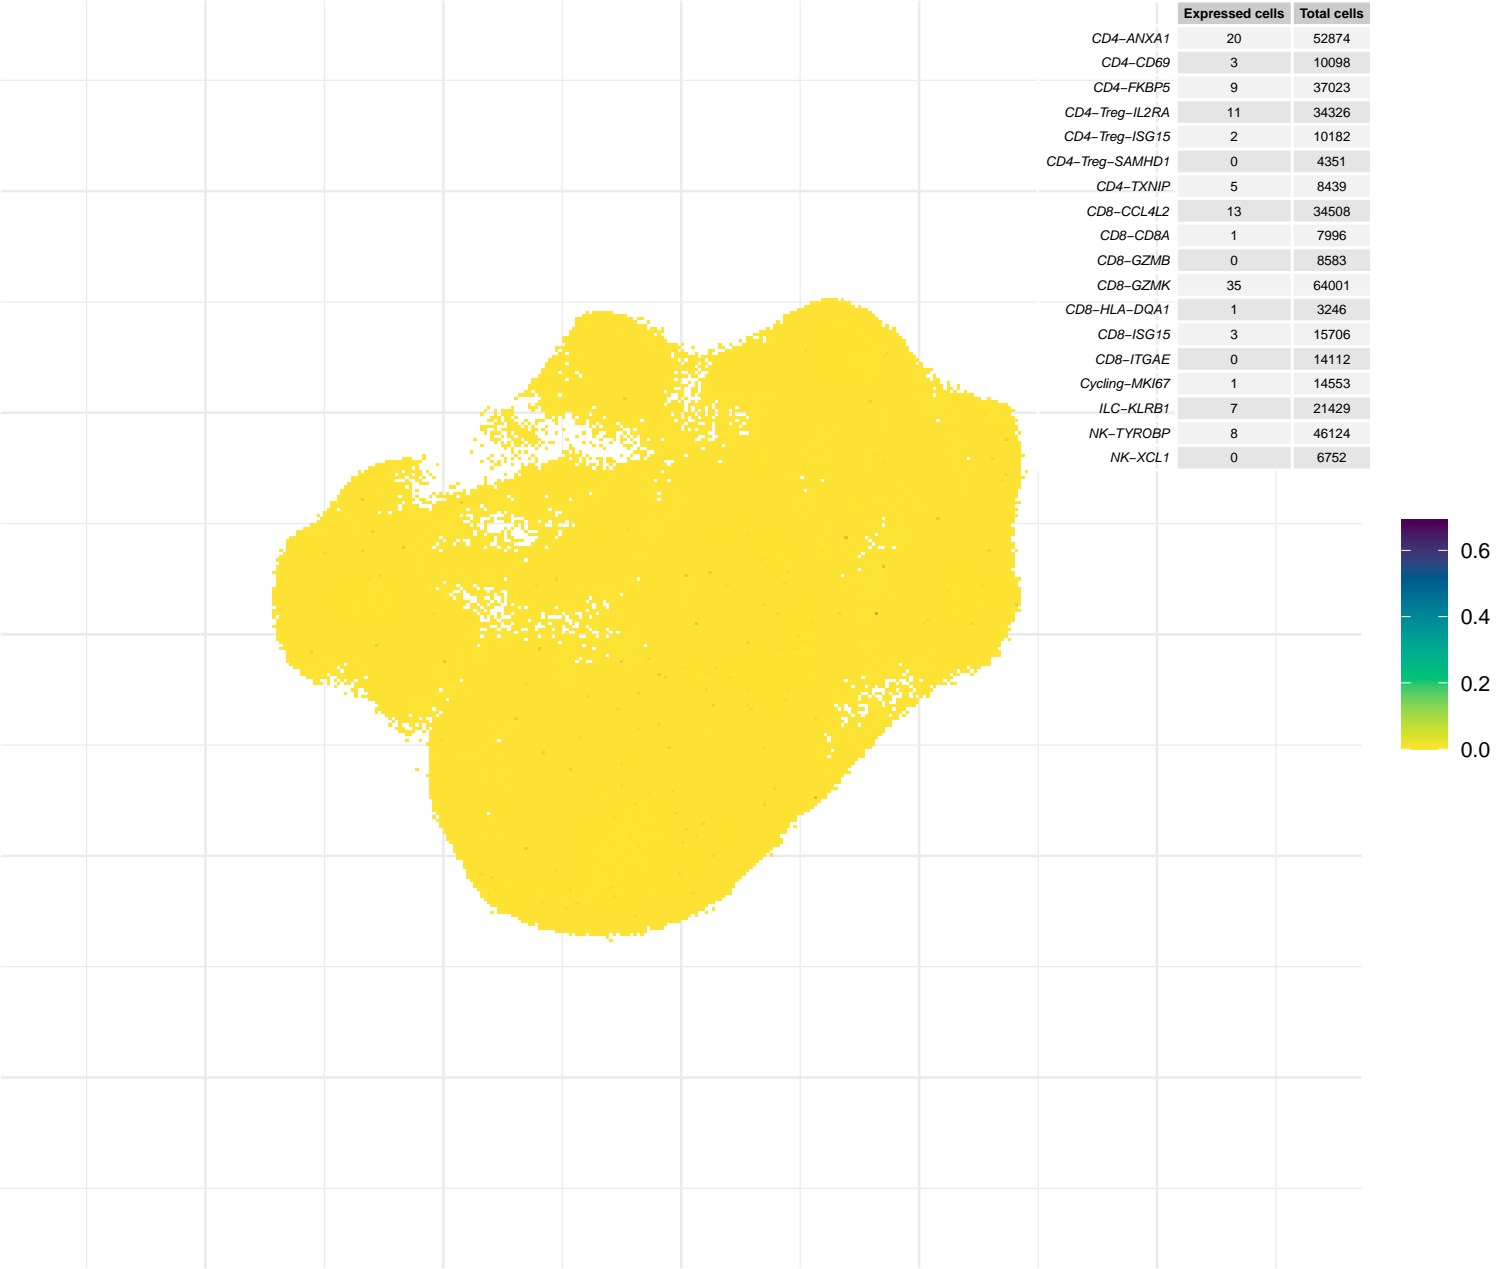 Expressed cells Total cells
CD4−ANXA1 20 52874
CD4−CD69 3 10098
CD4−FKBP5 9 37023
CD4−Treg−IL2RA 11 34326
CD4−Treg−ISG15 2 10182
CD4−Treg−SAMHD1 0 4351
CD4−TXNIP 5 8439
CD8−CCL4L2 13 34508
CD8−CD8A 1 7996
CD8−GZMB 0 8583
CD8−GZMK 35 64001
CD8−HLA−DQA1 1 3246
CD8−ISG15 3 15706
CD8−ITGAE 0 14112
Cycling−MKI67 1 14553
ILC−KLRB1 7 21429
NK−TYROBP 8 46124
NK−XCL1 0 6752
0.6
0.4
0.2
0.0